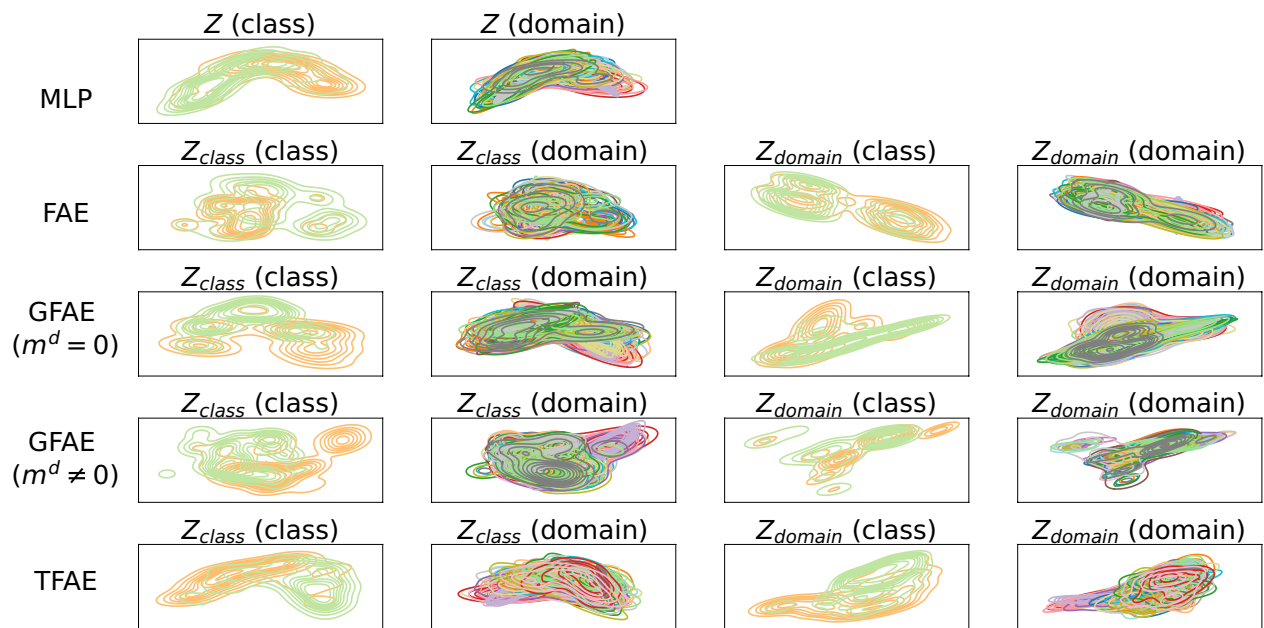 Z (class) Z (domain)
MLP
Z_class (class) Z_class (domain) Z_domain (class) Z_domain (domain)
FAE
Z_class (class) Z_class (domain) Z_domain (class) Z_domain (domain)
GFAE
(m^d = 0)
Z_class (class) Z_class (domain) Z_domain (class) Z_domain (domain)
GFAE
(m^d ≠ 0)
Z_class (class) Z_class (domain) Z_domain (class) Z_domain (domain)
TFAE